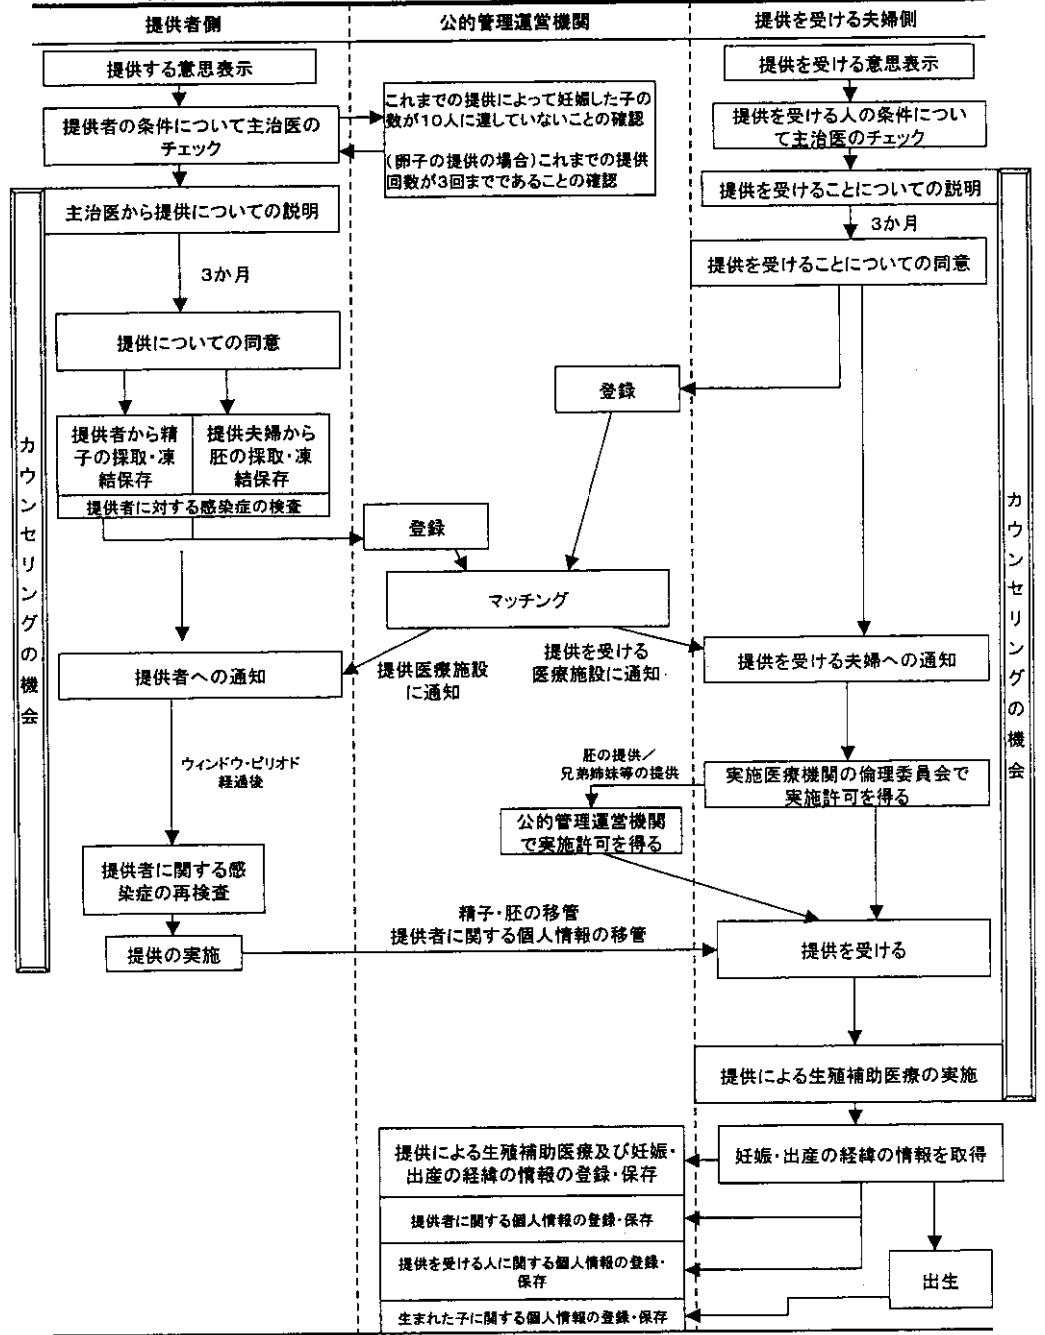 提供者側
公的管理運営機関
提供を受ける夫婦側
提供する意思表示
提供者の条件について主治医の
チェック
これまでの提供によって妊娠した子の
数が10人に達していないことの確認
(卵子の提供の場合)これまでの提供
回数が3回までであることの確認
提供を受ける意思表示
提供を受ける人の条件につい
て主治医のチェック
主治医から提供についての説明
3か月
提供についての同意
提供を受けることについての説明
3か月
提供を受けることについての同意
登録
提供者から精
子の採取・凍
結保存
提供夫婦から
胚の採取・凍
結保存
提供者に対する感染症の検査
登録
マッチング
カウンセリングの機会
カウンセリングの機会
提供者への通知
提供医療施設
に通知
提供を受ける
医療施設に通知
提供を受ける夫婦への通知
ウィンドウ・ピリオド
経過後
胚の提供/
兄弟姉妹等の提供
実施医療機関の倫理委員会で
実施許可を得る
公的管理運営機関
で実施許可を得る
提供者に関する感
染症の再検査
提供の実施
精子・胚の移管
提供者に関する個人情報の移管
提供を受ける
提供による生殖補助医療の実施
提供による生殖補助医療及び妊娠・
出産の経緯の情報の登録・保存
妊娠・出産の経緯の情報を取得
提供者に関する個人情報の登録・保存
提供を受ける人に関する個人情報の登録・
保存
出生
生まれた子に関する個人情報の登録・保存